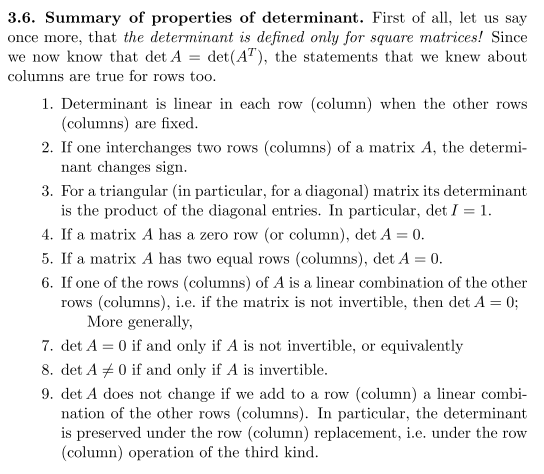 3.6. Summary of properties of determinant. First of all, let us say
once more, that the determinant is defined only for square matrices! Since
we now know that det A = det(Aᵀ), the statements that we knew about
columns are true for rows too.
1. Determinant is linear in each row (column) when the other rows
(columns) are fixed.
2. If one interchanges two rows (columns) of a matrix A, the determi-
nant changes sign.
3. For a triangular (in particular, for a diagonal) matrix its determinant
is the product of the diagonal entries. In particular, det I = 1.
4. If a matrix A has a zero row (or column), det A = 0.
5. If a matrix A has two equal rows (columns), det A = 0.
6. If one of the rows (columns) of A is a linear combination of the other
rows (columns), i.e. if the matrix is not invertible, then det A = 0;
More generally,
7. det A = 0 if and only if A is not invertible, or equivalently
8. det A ≠ 0 if and only if A is invertible.
9. det A does not change if we add to a row (column) a linear combi-
nation of the other rows (columns). In particular, the determinant
is preserved under the row (column) replacement, i.e. under the row
(column) operation of the third kind.